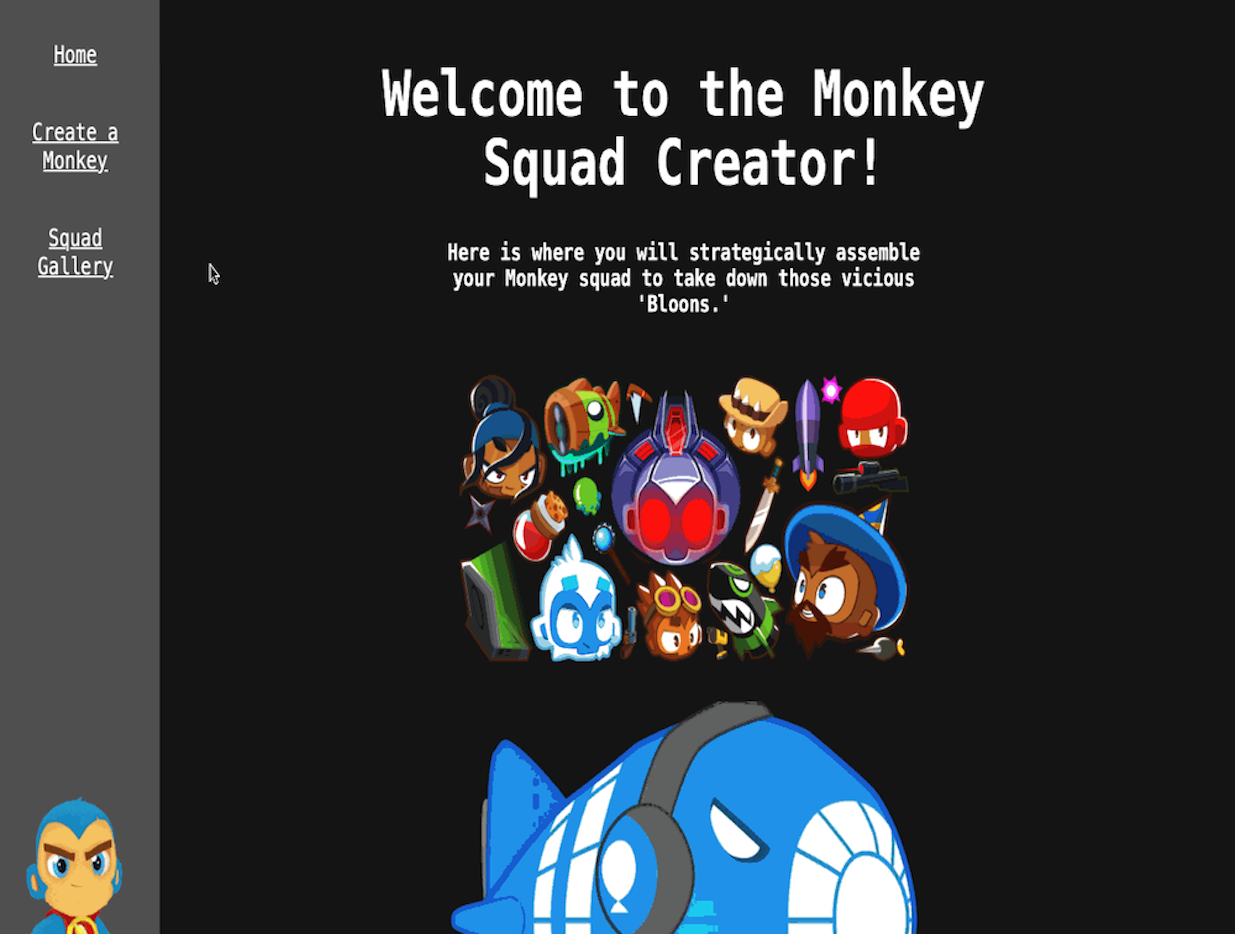 Home
Create a
Monkey
Squad
Gallery
Welcome to the Monkey
Squad Creator!
Here is where you will strategically assemble
your Monkey squad to take down those vicious
'Bloons.'